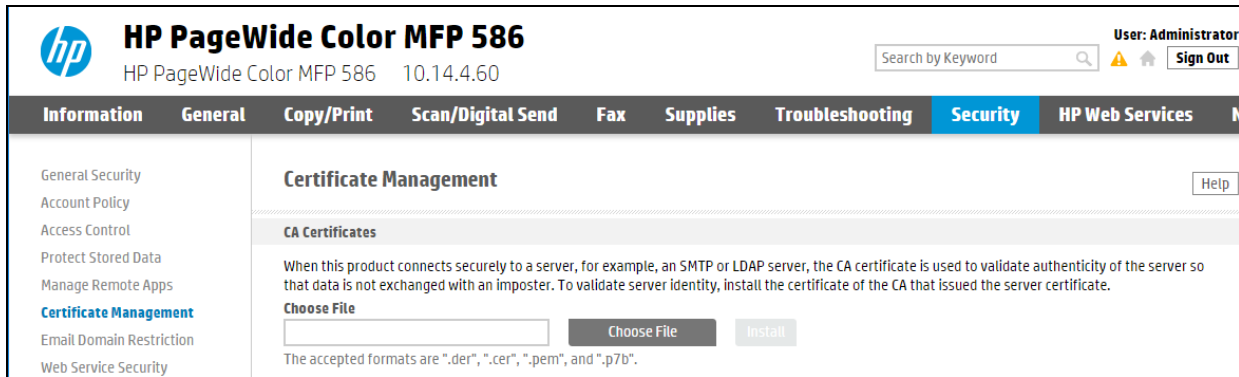 hp
HP PageWide Color MFP 586
HP PageWide Color MFP 586 10.14.4.60
User: Administrator
Search by Keyword
Sign Out
Information General Copy/Print Scan/Digital Send Fax Supplies Troubleshooting Security HP Web Services
General Security
Account Policy
Access Control
Protect Stored Data
Manage Remote Apps
Certificate Management
Email Domain Restriction
Web Service Security
Certificate Management
Help
CA Certificates
When this product connects securely to a server, for example, an SMTP or LDAP server, the CA certificate is used to validate authenticity of the server so
that data is not exchanged with an imposter. To validate server identity, install the certificate of the CA that issued the server certificate.
Choose File
Choose File Install
The accepted formats are ".der", ".cer", ".pem", and ".p7b".